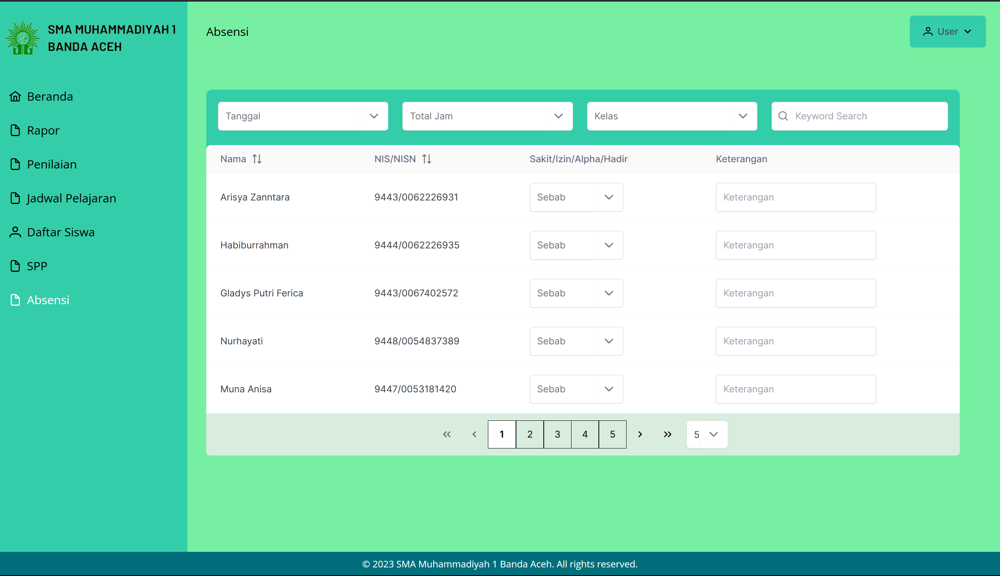 SMA MUHAMMADIYAH 1
BANDA ACEH
Beranda
Rapor
Penilaian
Jadwal Pelajaran
Daftar Siswa
SPP
Absensi
Absensi
User
Tanggal
Total Jam
Kelas
Keyword Search
Nama NIS/NISN Sakit/Izin/Alpha/Hadir Keterangan
Arisya Zanntara 9443/0062226931 Sebab Keterangan
Habiburrahman 9444/0062226935 Sebab Keterangan
Gladys Putri Ferica 9443/0067402572 Sebab Keterangan
Nurhayati 9448/0054837389 Sebab Keterangan
Muna Anisa 9447/0053181420 Sebab Keterangan
« ‹ 1 2 3 4 5 › » 5
© 2023 SMA Muhammadiyah 1 Banda Aceh. All rights reserved.